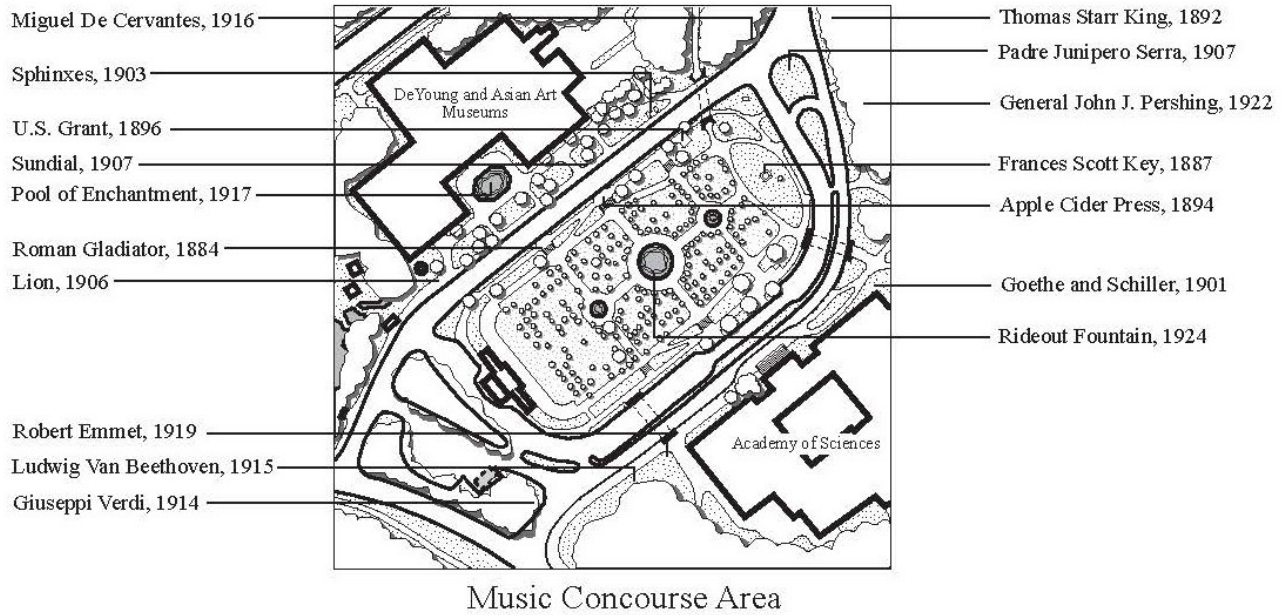 Miguel De Cervantes, 1916
Sphinxes, 1903
U.S. Grant, 1896
Sundial, 1907
Pool of Enchantment, 1917
Roman Gladiator, 1884
Lion, 1906
Robert Emmet, 1919
Ludwig Van Beethoven, 1915
Giuseppi Verdi, 1914
DeYoung and Asian Art
Museums
Academy of Sciences
Thomas Starr King, 1892
Padre Junipero Serra, 1907
General John J. Pershing, 1922
Frances Scott Key, 1887
Apple Cider Press, 1894
Goethe and Schiller, 1901
Rideout Fountain, 1924
Music Concourse Area